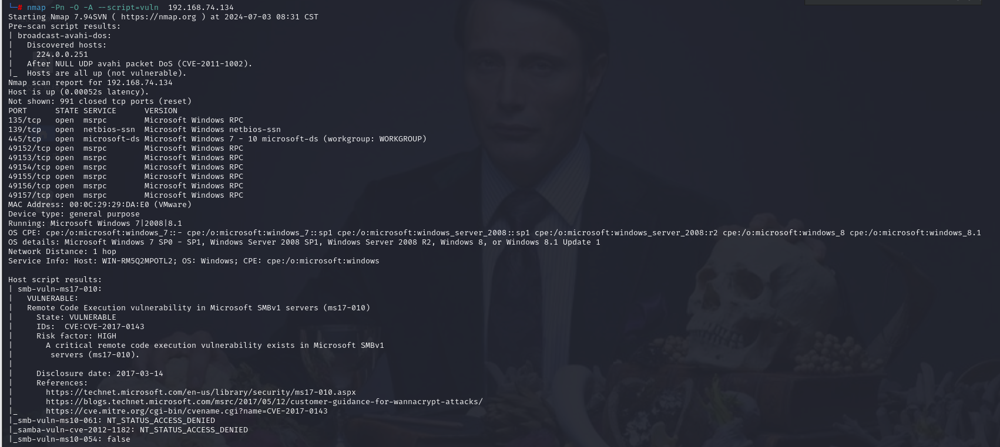 └─# nmap -Pn -O -A --script=vuln  192.168.74.134
Starting Nmap 7.94SVN ( https://nmap.org ) at 2024-07-03 08:31 CST
Pre-scan script results:
| broadcast-avahi-dos:
|   Discovered hosts:
|     224.0.0.251
|   After NULL UDP avahi packet DoS (CVE-2011-1002).
|_  Hosts are all up (not vulnerable).
Nmap scan report for 192.168.74.134
Host is up (0.00052s latency).
Not shown: 991 closed tcp ports (reset)
PORT      STATE SERVICE      VERSION
135/tcp   open  msrpc        Microsoft Windows RPC
139/tcp   open  netbios-ssn  Microsoft Windows netbios-ssn
445/tcp   open  microsoft-ds Microsoft Windows 7 - 10 microsoft-ds (workgroup: WORKGROUP)
49152/tcp open  msrpc        Microsoft Windows RPC
49153/tcp open  msrpc        Microsoft Windows RPC
49154/tcp open  msrpc        Microsoft Windows RPC
49155/tcp open  msrpc        Microsoft Windows RPC
49156/tcp open  msrpc        Microsoft Windows RPC
49157/tcp open  msrpc        Microsoft Windows RPC
MAC Address: 00:0C:29:29:DA:E0 (VMware)
Device type: general purpose
Running: Microsoft Windows 7|2008|8.1
OS CPE: cpe:/o:microsoft:windows_7::- cpe:/o:microsoft:windows_7::sp1 cpe:/o:microsoft:windows_server_2008::sp1 cpe:/o:microsoft:windows_server_2008:r2 cpe:/o:microsoft:windows_8 cpe:/o:microsoft:windows_8.1
OS details: Microsoft Windows 7 SP0 - SP1, Windows Server 2008 SP1, Windows Server 2008 R2, Windows 8, or Windows 8.1 Update 1
Network Distance: 1 hop
Service Info: Host: WIN-RM5Q2MPOTL2; OS: Windows; CPE: cpe:/o:microsoft:windows

Host script results:
| smb-vuln-ms17-010:
|   VULNERABLE:
|   Remote Code Execution vulnerability in Microsoft SMBv1 servers (ms17-010)
|     State: VULNERABLE
|     IDs:  CVE:CVE-2017-0143
|     Risk factor: HIGH
|       A critical remote code execution vulnerability exists in Microsoft SMBv1
|        servers (ms17-010).
|
|     Disclosure date: 2017-03-14
|     References:
|       https://technet.microsoft.com/en-us/library/security/ms17-010.aspx
|       https://blogs.technet.microsoft.com/msrc/2017/05/12/customer-guidance-for-wannacrypt-attacks/
|_      https://cve.mitre.org/cgi-bin/cvename.cgi?name=CVE-2017-0143
|_smb-vuln-ms10-061: NT_STATUS_ACCESS_DENIED
|_samba-vuln-cve-2012-1182: NT_STATUS_ACCESS_DENIED
|_smb-vuln-ms10-054: false